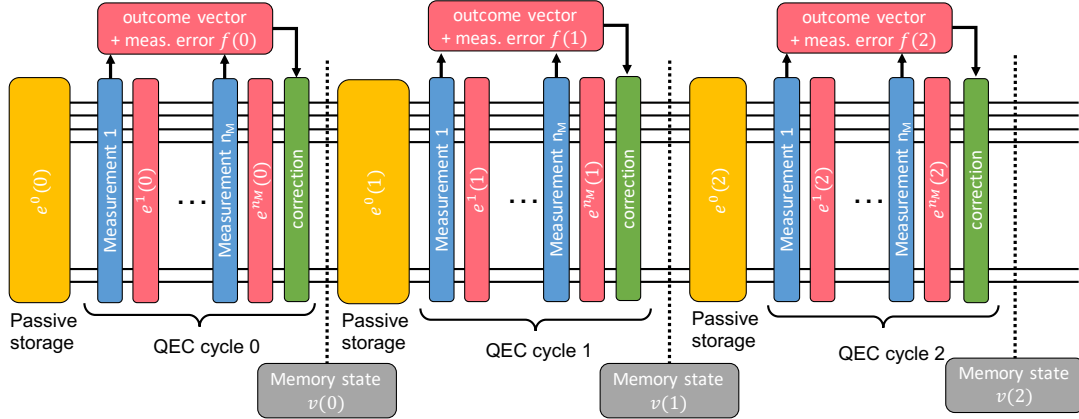 outcome vector
+ meas. error f(0)
outcome vector
+ meas. error f(1)
outcome vector
+ meas. error f(2)
e⁰(0)
Measurement 1
e¹(0)
...
Measurement n_M
e^{n_M}(0)
correction
e⁰(1)
Measurement 1
e¹(1)
...
Measurement n_M
e^{n_M}(1)
correction
e⁰(2)
Measurement 1
e¹(2)
...
Measurement n_M
e^{n_M}(2)
correction
Passive
storage
QEC cycle 0
Passive
storage
QEC cycle 1
Passive
storage
QEC cycle 2
Memory state
v(0)
Memory state
v(1)
Memory state
v(2)